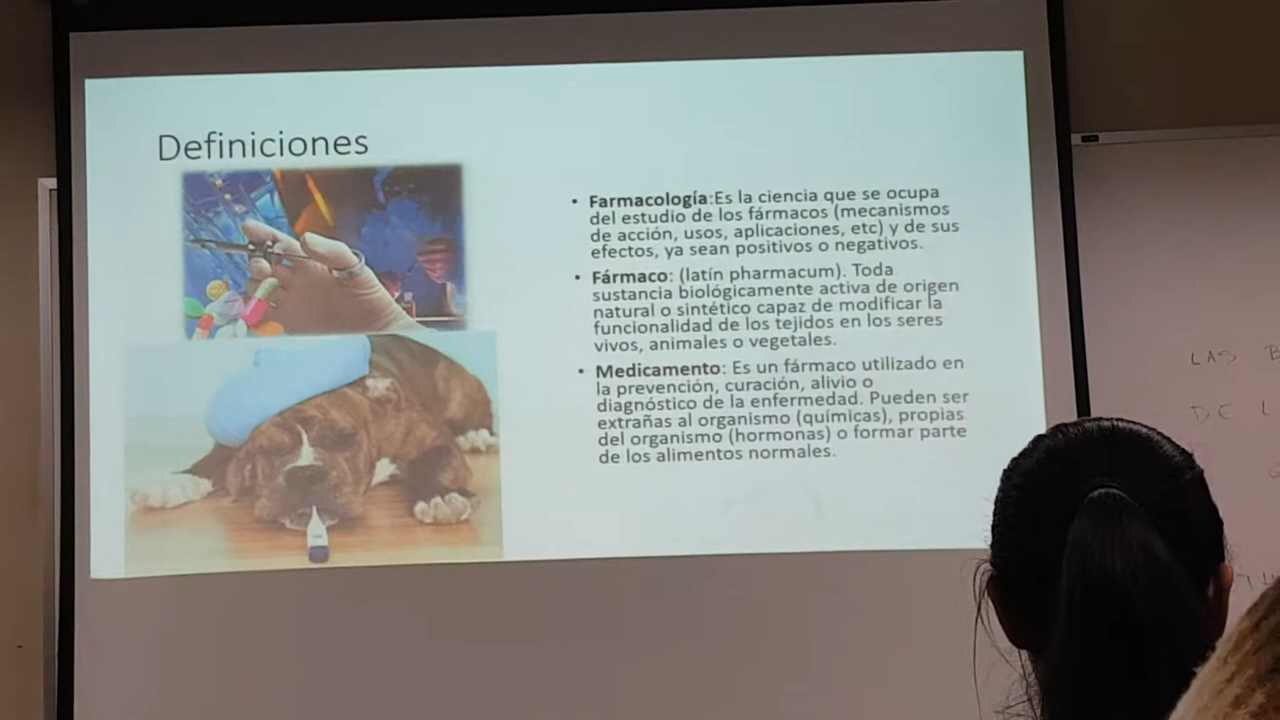 Definiciones
• Farmacología:Es la ciencia que se ocupa
del estudio de los fármacos (mecanismos
de acción, usos, aplicaciones, etc) y de sus
efectos, ya sean positivos o negativos.
• Fármaco: (latín pharmacum). Toda
sustancia biológicamente activa de origen
natural o sintético capaz de modificar la
funcionalidad de los tejidos en los seres
vivos, animales o vegetales.
• Medicamento: Es un fármaco utilizado en
la prevención, curación, alivio o
diagnóstico de la enfermedad. Pueden ser
extrañas al organismo (químicas), propias
del organismo (hormonas) o formar parte
de los alimentos normales.
LAS B
DE L